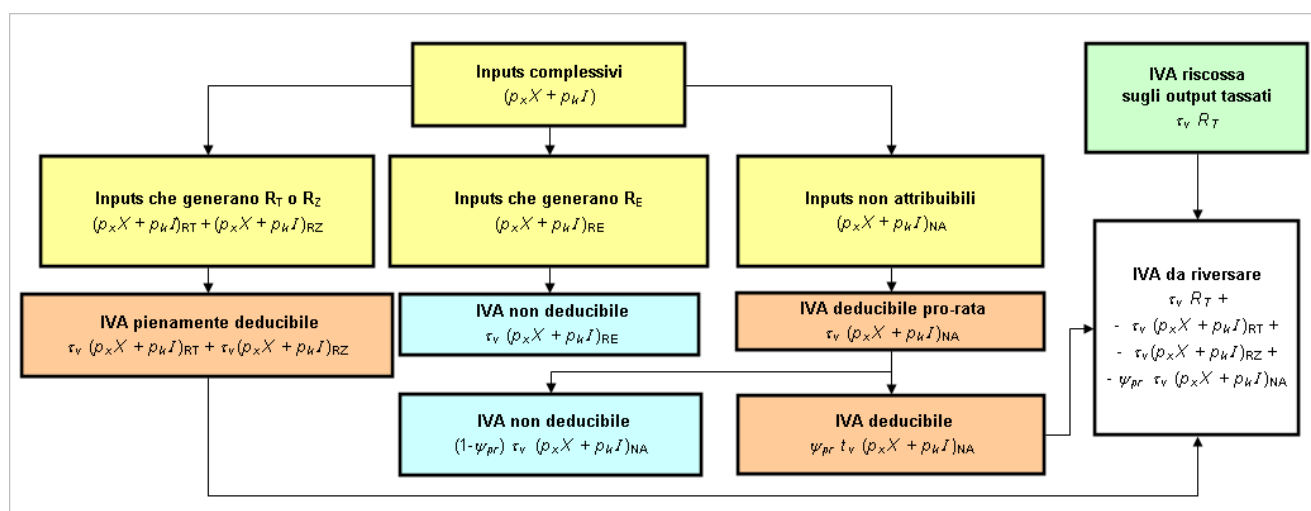 Inputs complessivi
(pₓX + pₖI)
IVA riscossa
sugli output tassati
τᵥ R_T
Inputs che generano R_T o R_Z
(pₓX + pₖI)_RT + (pₓX + pₖI)_RZ
Inputs che generano R_E
(pₓX + pₖI)_RE
Inputs non attribuibili
(pₓX + pₖI)_NA
IVA pienamente deducibile
τᵥ (pₓX + pₖI)_RT + τᵥ(pₓX + pₖI)_RZ
IVA non deducibile
τᵥ (pₓX + pₖI)_RE
IVA deducibile pro-rata
τᵥ (pₓX + pₖI)_NA
IVA non deducibile
(1-ψ_pr) τᵥ (pₓX + pₖI)_NA
IVA deducibile
ψ_pr tᵥ (pₓX + pₖI)_NA
IVA da riversare
τᵥ R_T +
- τᵥ (pₓX + pₖI)_RT +
- τᵥ(pₓX + pₖI)_RZ +
- ψ_pr τᵥ (pₓX + pₖI)_NA